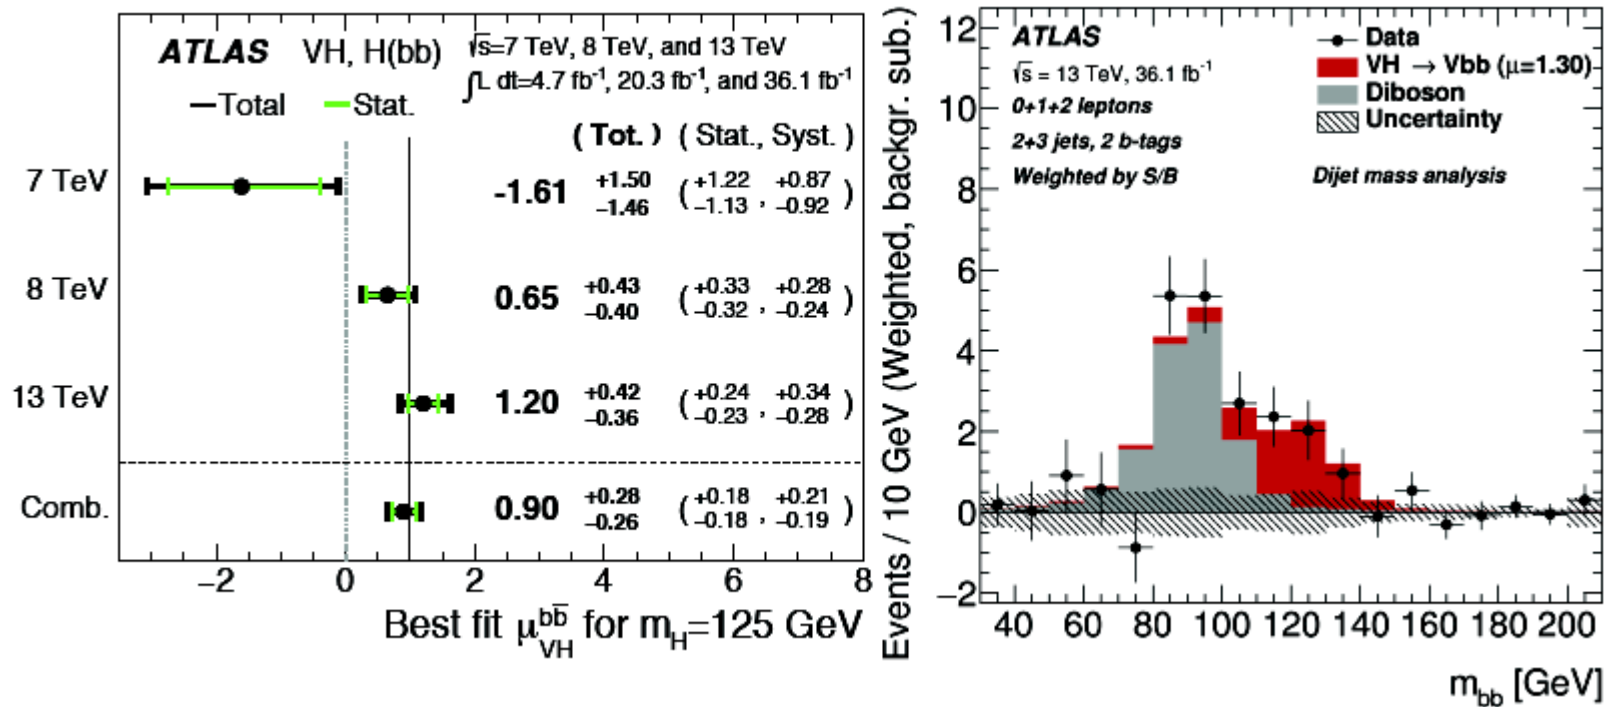 ATLAS VH, H(bb) √s=7 TeV, 8 TeV, and 13 TeV
∫L dt=4.7 fb⁻¹, 20.3 fb⁻¹, and 36.1 fb⁻¹
Total Stat.
( Tot. ) ( Stat., Syst. )
7 TeV -1.61 +1.50 −1.46 ( +1.22 −1.13 , +0.87 −0.92 )
8 TeV 0.65 +0.43 −0.40 ( +0.33 −0.32 , +0.28 −0.24 )
13 TeV 1.20 +0.42 −0.36 ( +0.24 −0.23 , +0.34 −0.28 )
Comb. 0.90 +0.28 −0.26 ( +0.18 −0.18 , +0.21 −0.19 )
−2 0 2 4 6 8
Best fit μ^{bb̅}_{VH} for m_H=125 GeV
Events / 10 GeV (Weighted, backgr. sub.)
12
10
8
6
4
2
0
−2
ATLAS
√s = 13 TeV, 36.1 fb⁻¹
0+1+2 leptons
2+3 jets, 2 b-tags
Weighted by S/B
Data
VH → Vbb (μ=1.30)
Diboson
Uncertainty
Dijet mass analysis
40 60 80 100 120 140 160 180 200
m_bb [GeV]